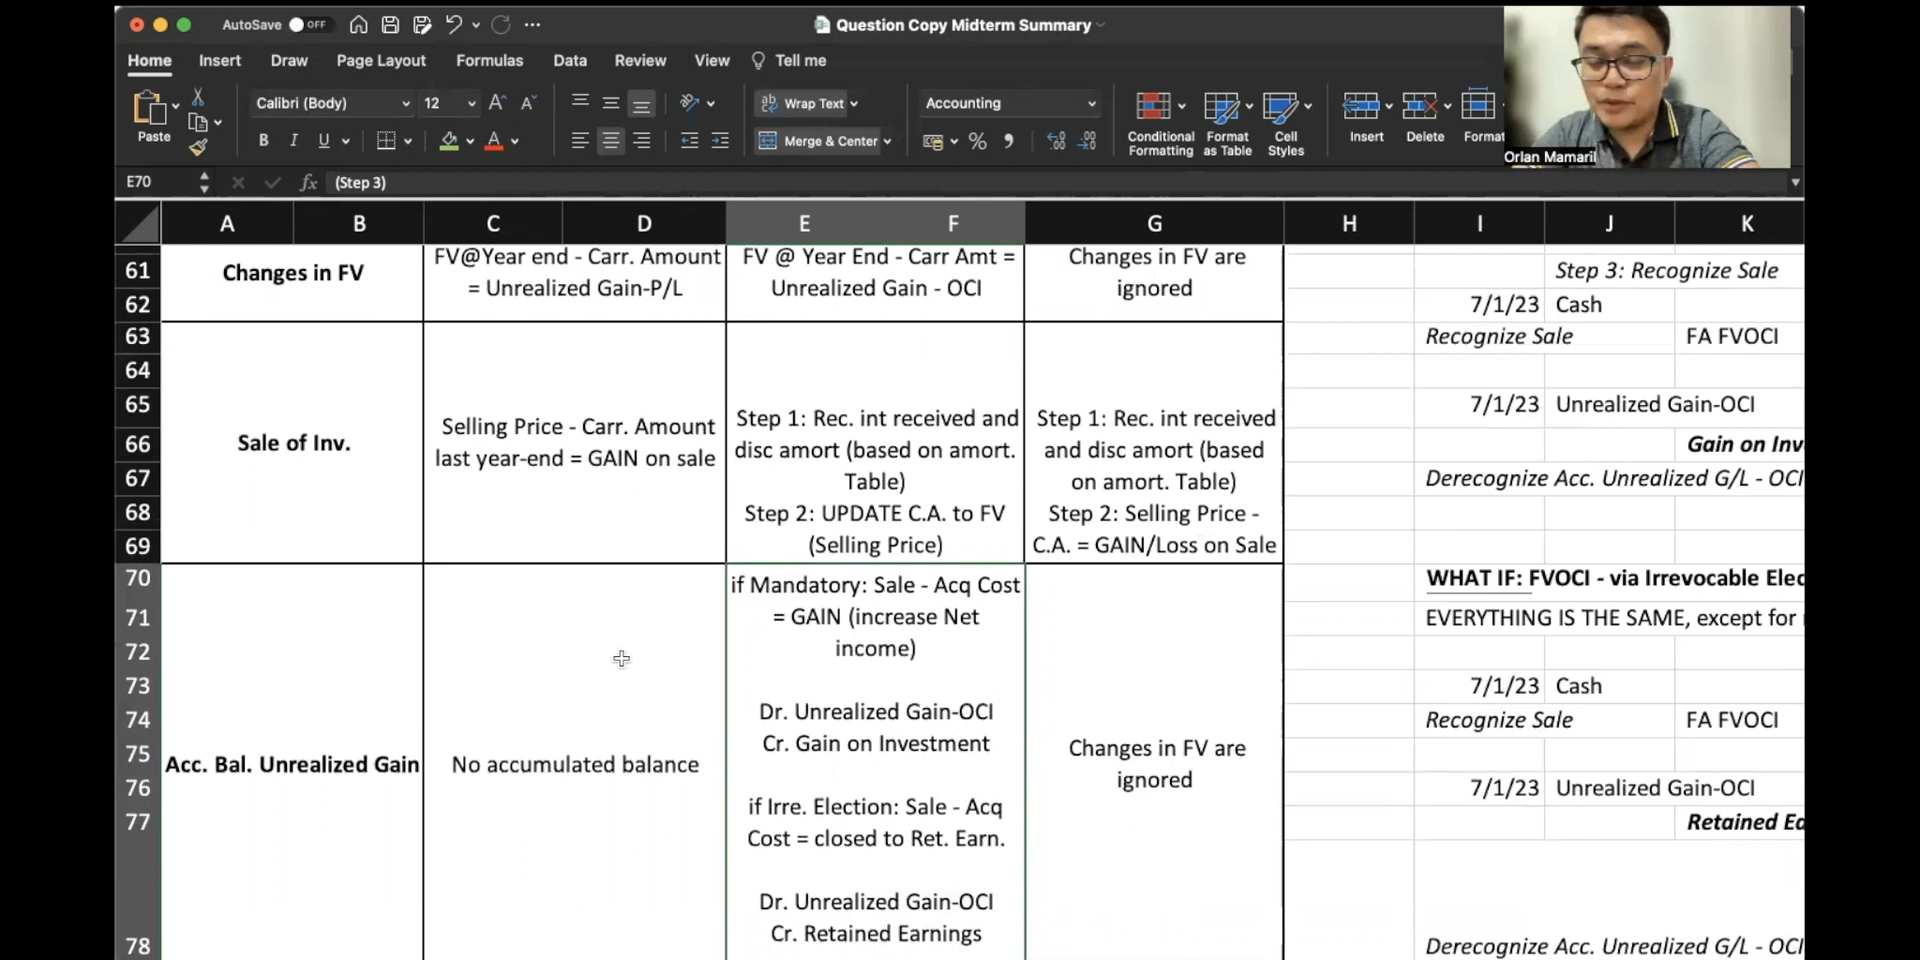 AutoSave OFF
Question Copy Midterm Summary
Home Insert Draw Page Layout Formulas Data Review View Tell me
Paste
Calibri (Body) 12
B I U
Wrap Text
Merge & Center
Accounting
Conditional Formatting
Format as Table
Cell Styles
Insert
Delete
Format
Orlan Mamaril
E70 fx (Step 3)
A B C D E F G H I J K
61
62
63
64
65
66
67
68
69
70
71
72
73
74
75
76
77
78
Changes in FV
FV@Year end - Carr. Amount
= Unrealized Gain-P/L
FV @ Year End - Carr Amt =
Unrealized Gain - OCI
Changes in FV are
ignored
Sale of Inv.
Selling Price - Carr. Amount
last year-end = GAIN on sale
Step 1: Rec. int received and
disc amort (based on amort.
Table)
Step 2: UPDATE C.A. to FV
(Selling Price)
Step 1: Rec. int received
and disc amort (based
on amort. Table)
Step 2: Selling Price -
C.A. = GAIN/Loss on Sale
Acc. Bal. Unrealized Gain
No accumulated balance
if Mandatory: Sale - Acq Cost
= GAIN (increase Net
income)
Dr. Unrealized Gain-OCI
Cr. Gain on Investment
if Irre. Election: Sale - Acq
Cost = closed to Ret. Earn.
Dr. Unrealized Gain-OCI
Cr. Retained Earnings
Changes in FV are
ignored
Step 3: Recognize Sale
7/1/23 Cash
Recognize Sale FA FVOCI
7/1/23 Unrealized Gain-OCI
Gain on Inv
Derecognize Acc. Unrealized G/L - OCI
WHAT IF: FVOCI - via Irrevocable Elec
EVERYTHING IS THE SAME, except for
7/1/23 Cash
Recognize Sale FA FVOCI
7/1/23 Unrealized Gain-OCI
Retained Ea
Derecognize Acc. Unrealized G/L - OCI